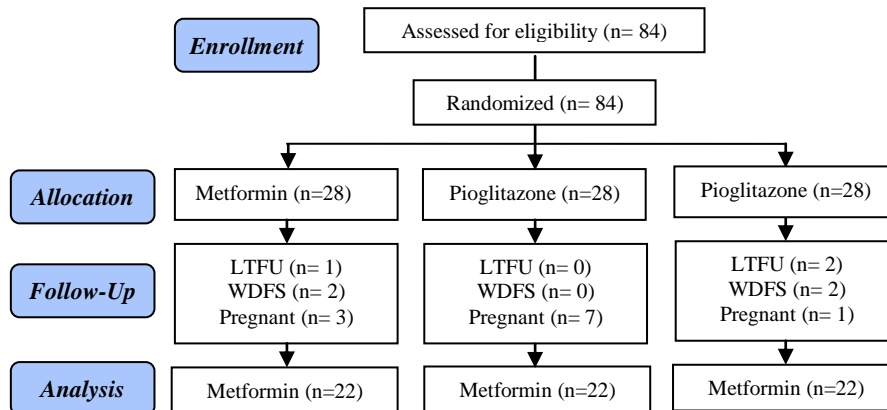 Enrollment
Assessed for eligibility (n= 84)
Randomized (n= 84)
Allocation
Metformin (n=28)
Pioglitazone (n=28)
Pioglitazone (n=28)
Follow-Up
LTFU (n= 1)
WDFS (n= 2)
Pregnant (n= 3)
LTFU (n= 0)
WDFS (n= 0)
Pregnant (n= 7)
LTFU (n= 2)
WDFS (n= 2)
Pregnant (n= 1)
Analysis
Metformin (n=22)
Metformin (n=22)
Metformin (n=22)